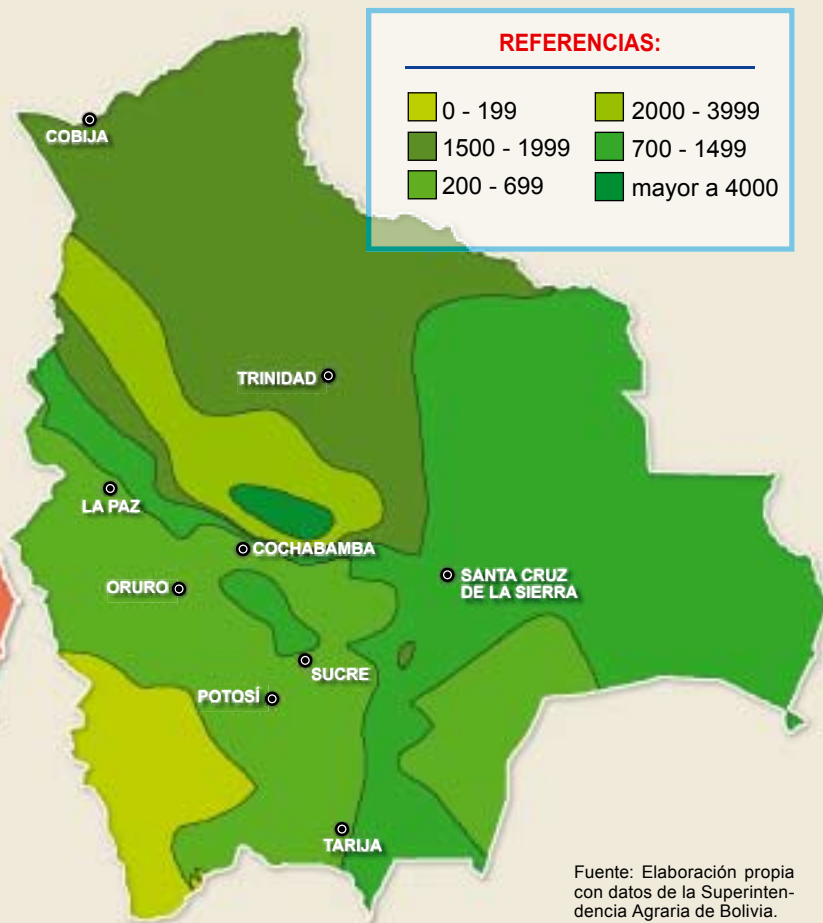 REFERENCIAS:
0 - 199
2000 - 3999
1500 - 1999
700 - 1499
200 - 699
mayor a 4000
COBIJA
TRINIDAD
LA PAZ
COCHABAMBA
ORURO
SANTA CRUZ
DE LA SIERRA
SUCRE
POTOSÍ
TARIJA
Fuente: Elaboración propia
con datos de la Superinten-
dencia Agraria de Bolivia.